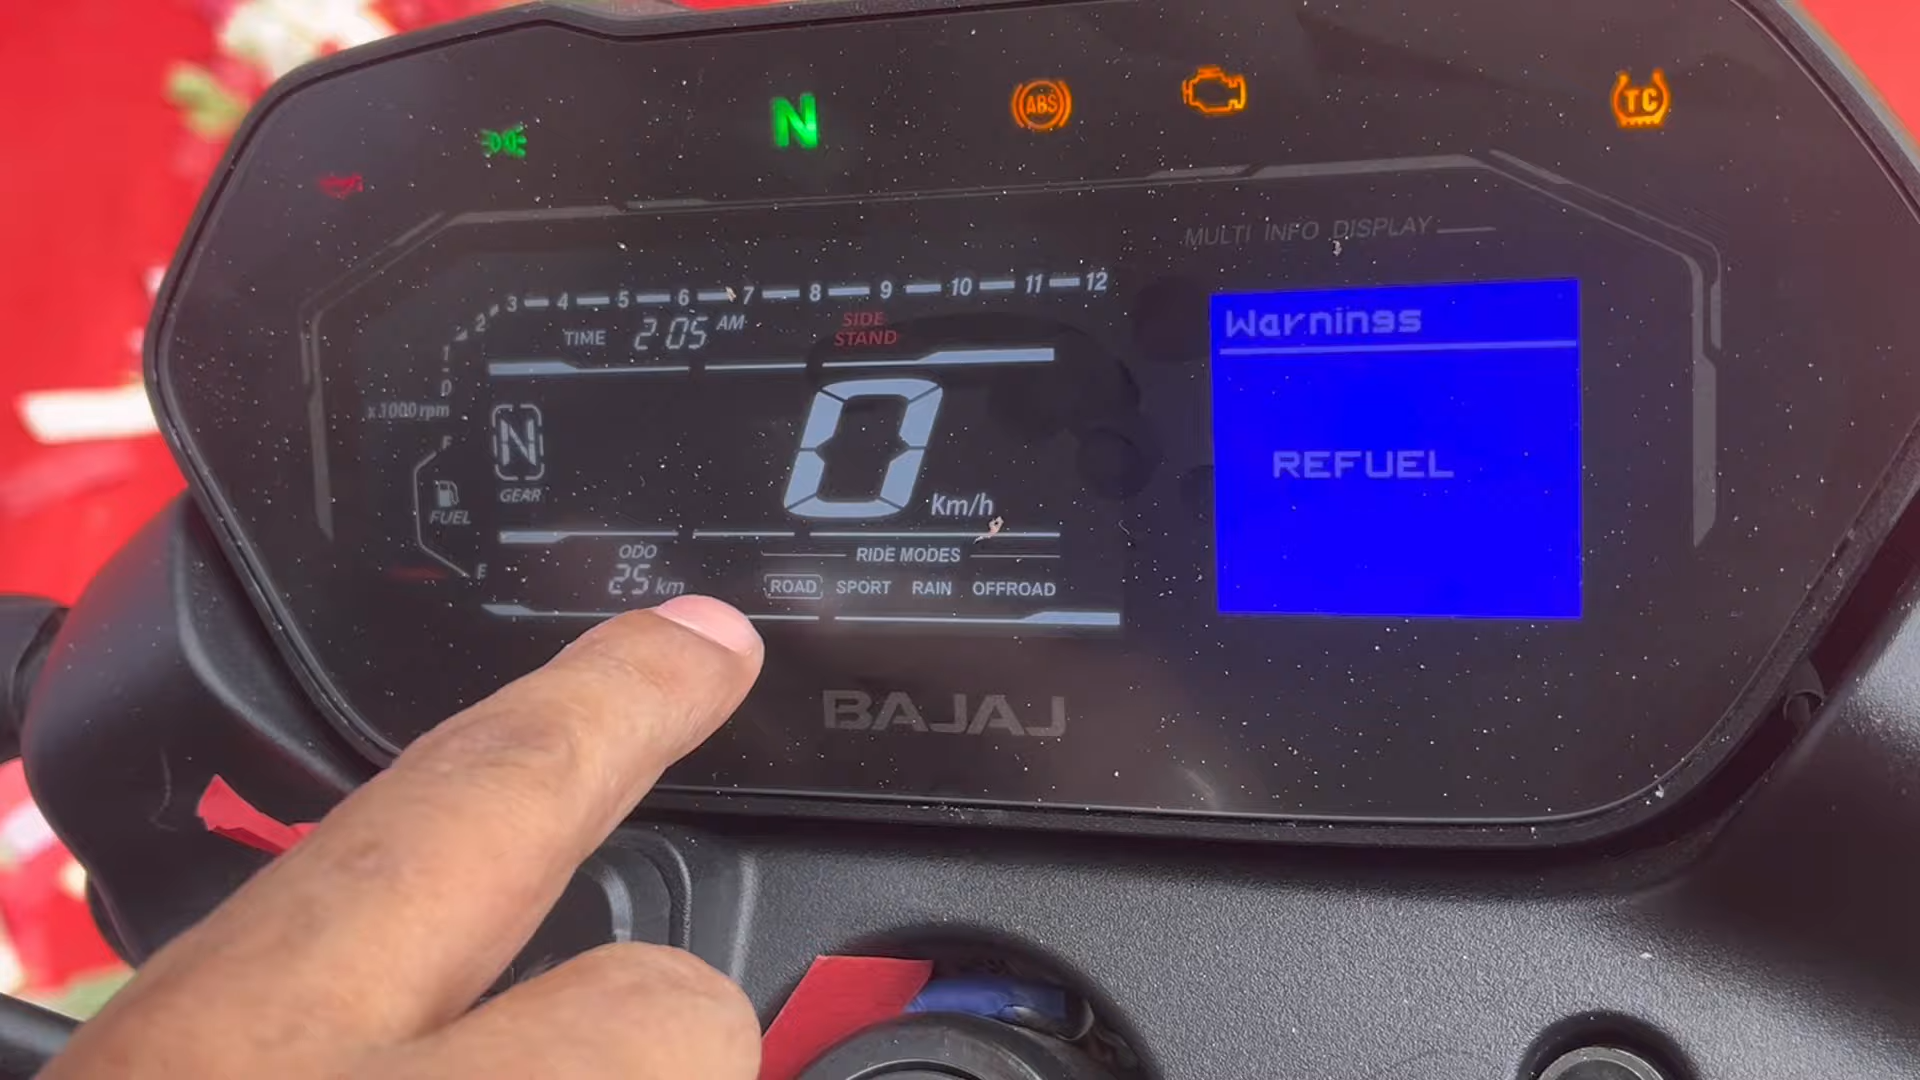 N
ABS
TC
MULTI INFO DISPLAY
0 1 2 3 4 5 6 7 8 9 10 11 12
TIME 2:05 AM
SIDE
STAND
Warnings
x 1000 rpm
F
N
GEAR
0
Km/h
REFUEL
FUEL
E
ODO
25 km
RIDE MODES
ROAD SPORT RAIN OFFROAD
BAJAJ